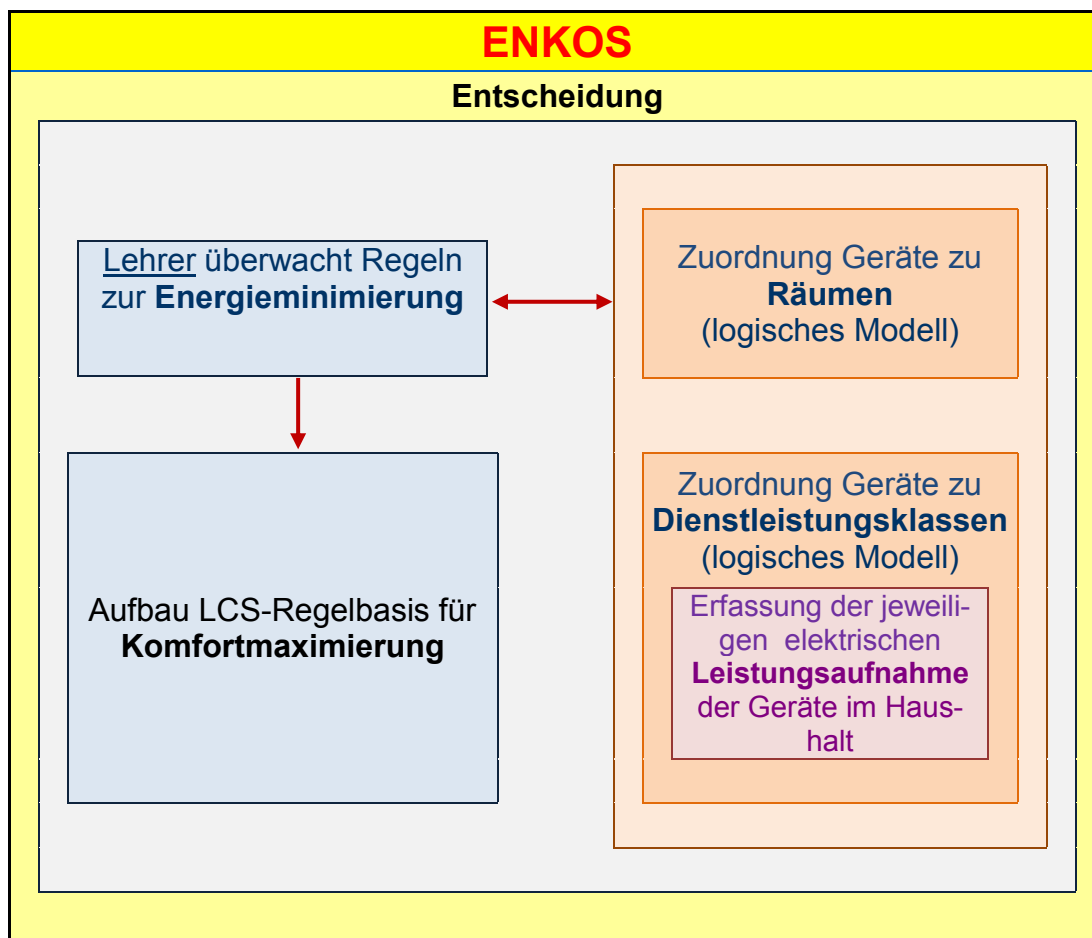 ENKOS
Entscheidung
Lehrer überwacht Regeln
zur Energieminimierung
Zuordnung Geräte zu
Räumen
(logisches Modell)
Aufbau LCS-Regelbasis für
Komfortmaximierung
Zuordnung Geräte zu
Dienstleistungsklassen
(logisches Modell)
Erfassung der jeweili-
gen elektrischen
Leistungsaufnahme
der Geräte im Haus-
halt